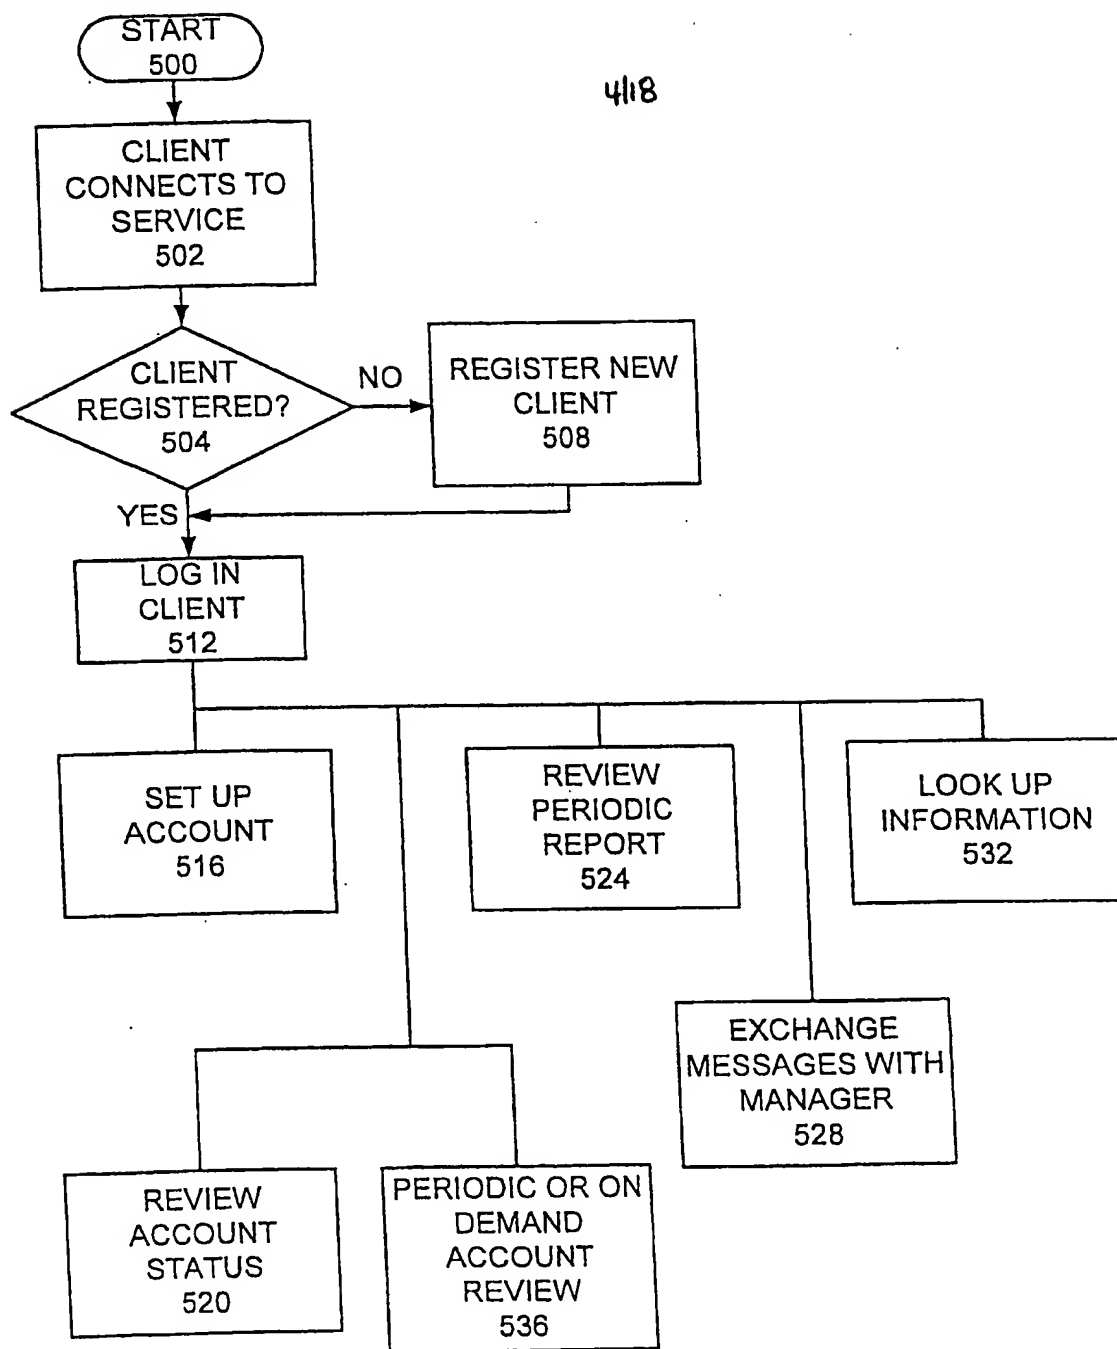 START
500
4/18
CLIENT
CONNECTS TO
SERVICE
502
CLIENT
REGISTERED?
504
NO
REGISTER NEW
CLIENT
508
YES
LOG IN
CLIENT
512
SET UP
ACCOUNT
516
REVIEW
PERIODIC
REPORT
524
LOOK UP
INFORMATION
532
EXCHANGE
MESSAGES WITH
MANAGER
528
REVIEW
ACCOUNT
STATUS
520
PERIODIC OR ON
DEMAND
ACCOUNT
REVIEW
536